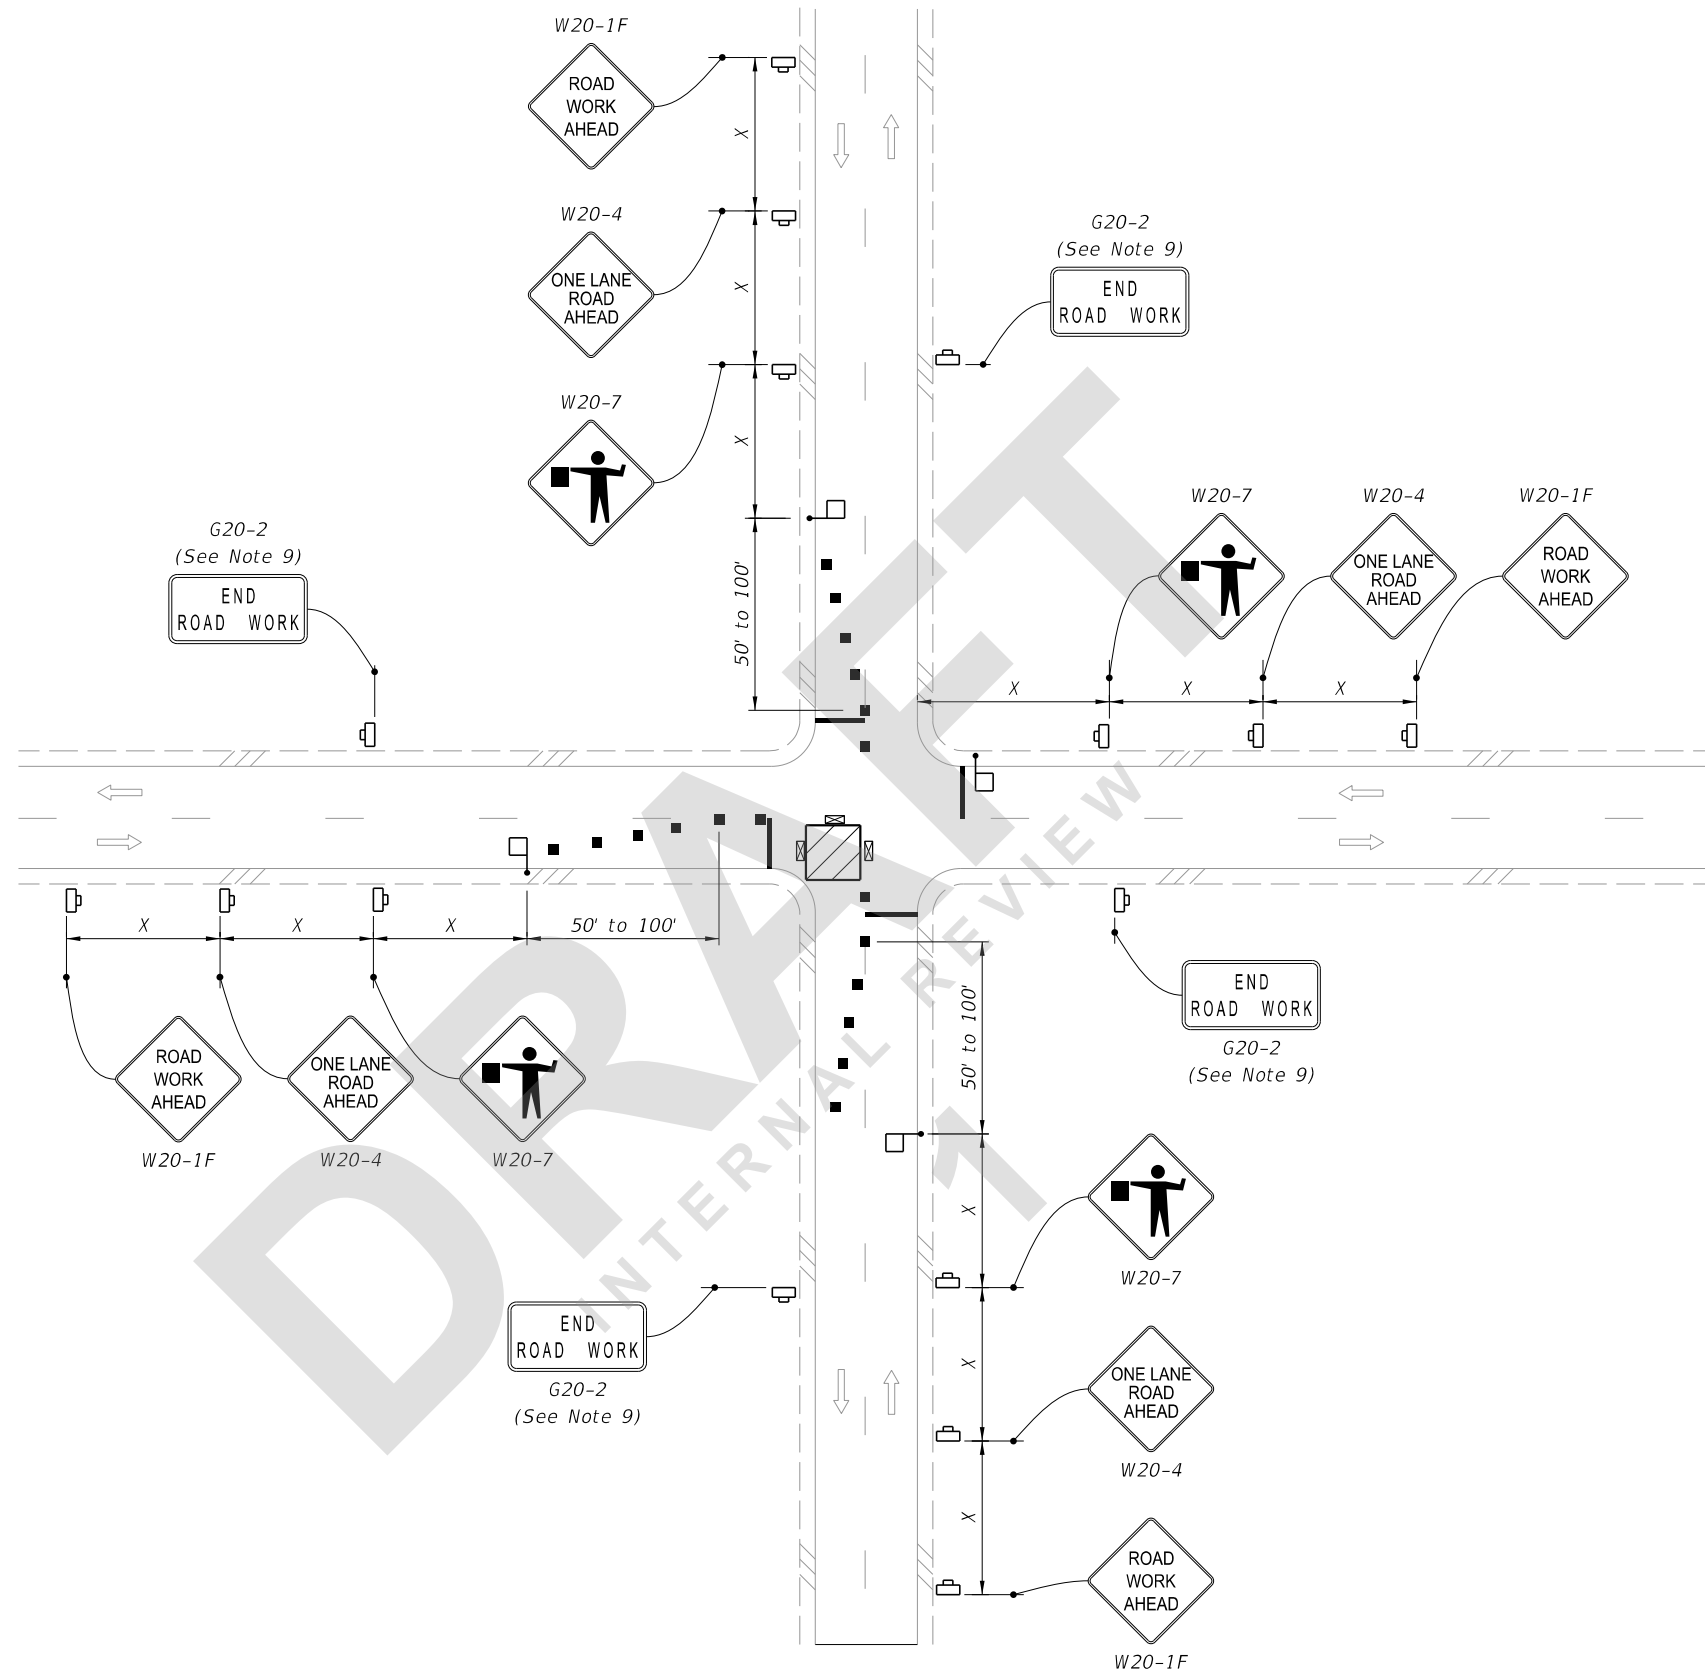 W20-1F
ROAD
WORK
AHEAD
X
W20-4
ONE LANE
ROAD
AHEAD
X
W20-7
X
50' to 100'
G20-2
(See Note 9)
END
ROAD WORK
G20-2
(See Note 9)
END
ROAD WORK
W20-7
W20-4
ONE LANE
ROAD
AHEAD
W20-1F
ROAD
WORK
AHEAD
X
X
X
X
X
X
50' to 100'
ROAD
WORK
AHEAD
W20-1F
ONE LANE
ROAD
AHEAD
W20-4
W20-7
END
ROAD WORK
G20-2
(See Note 9)
50' to 100'
X
W20-7
X
ONE LANE
ROAD
AHEAD
W20-4
X
ROAD
WORK
AHEAD
W20-1F
END
ROAD WORK
G20-2
(See Note 9)
DRAFT
INTERNAL REVIEW
1